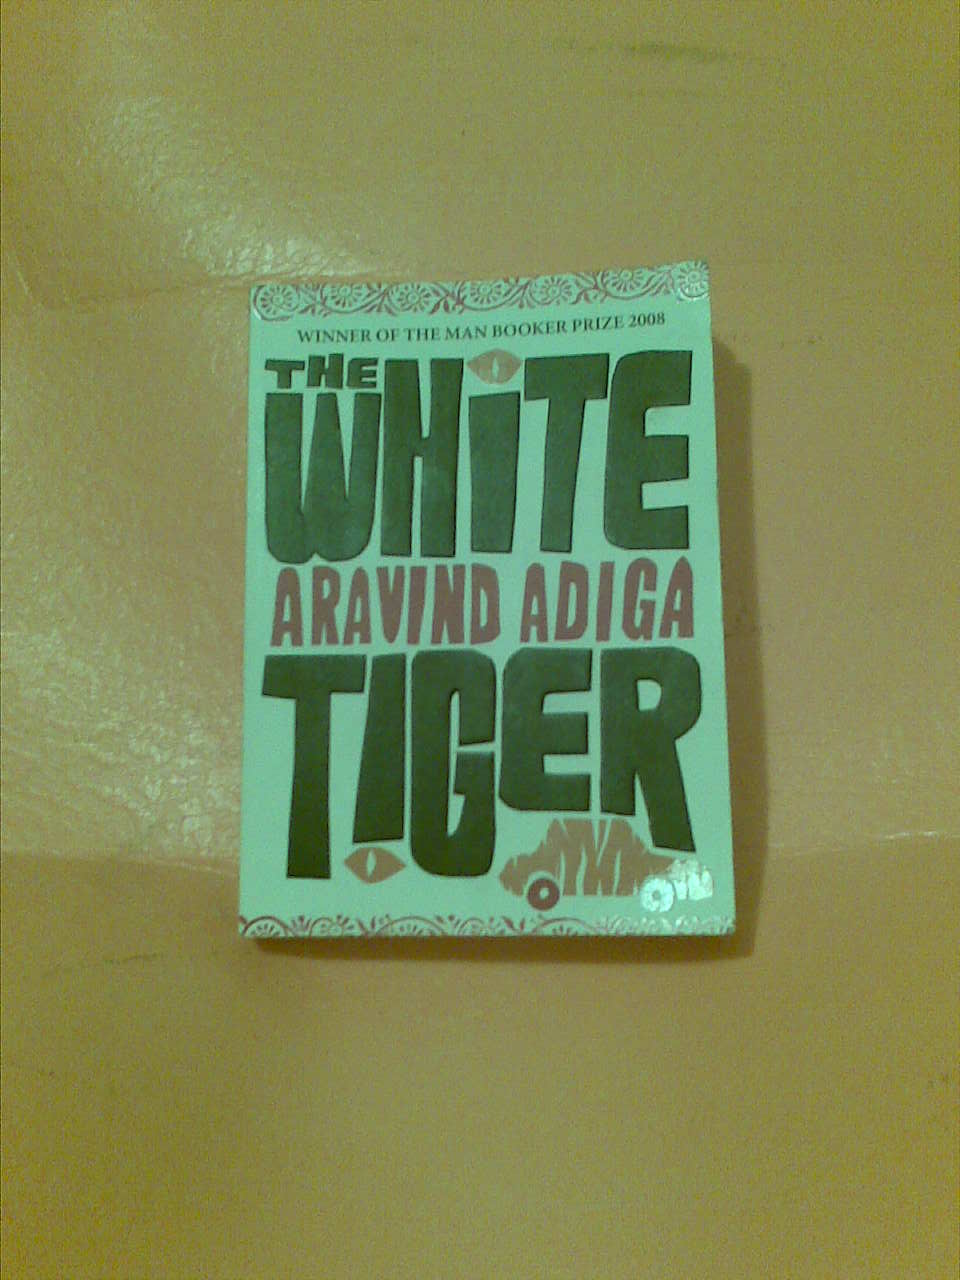 WINNER OF THE MAN BOOKER PRIZE 2008
THE
WHiTE
ARAVIND ADIGA
TIGER